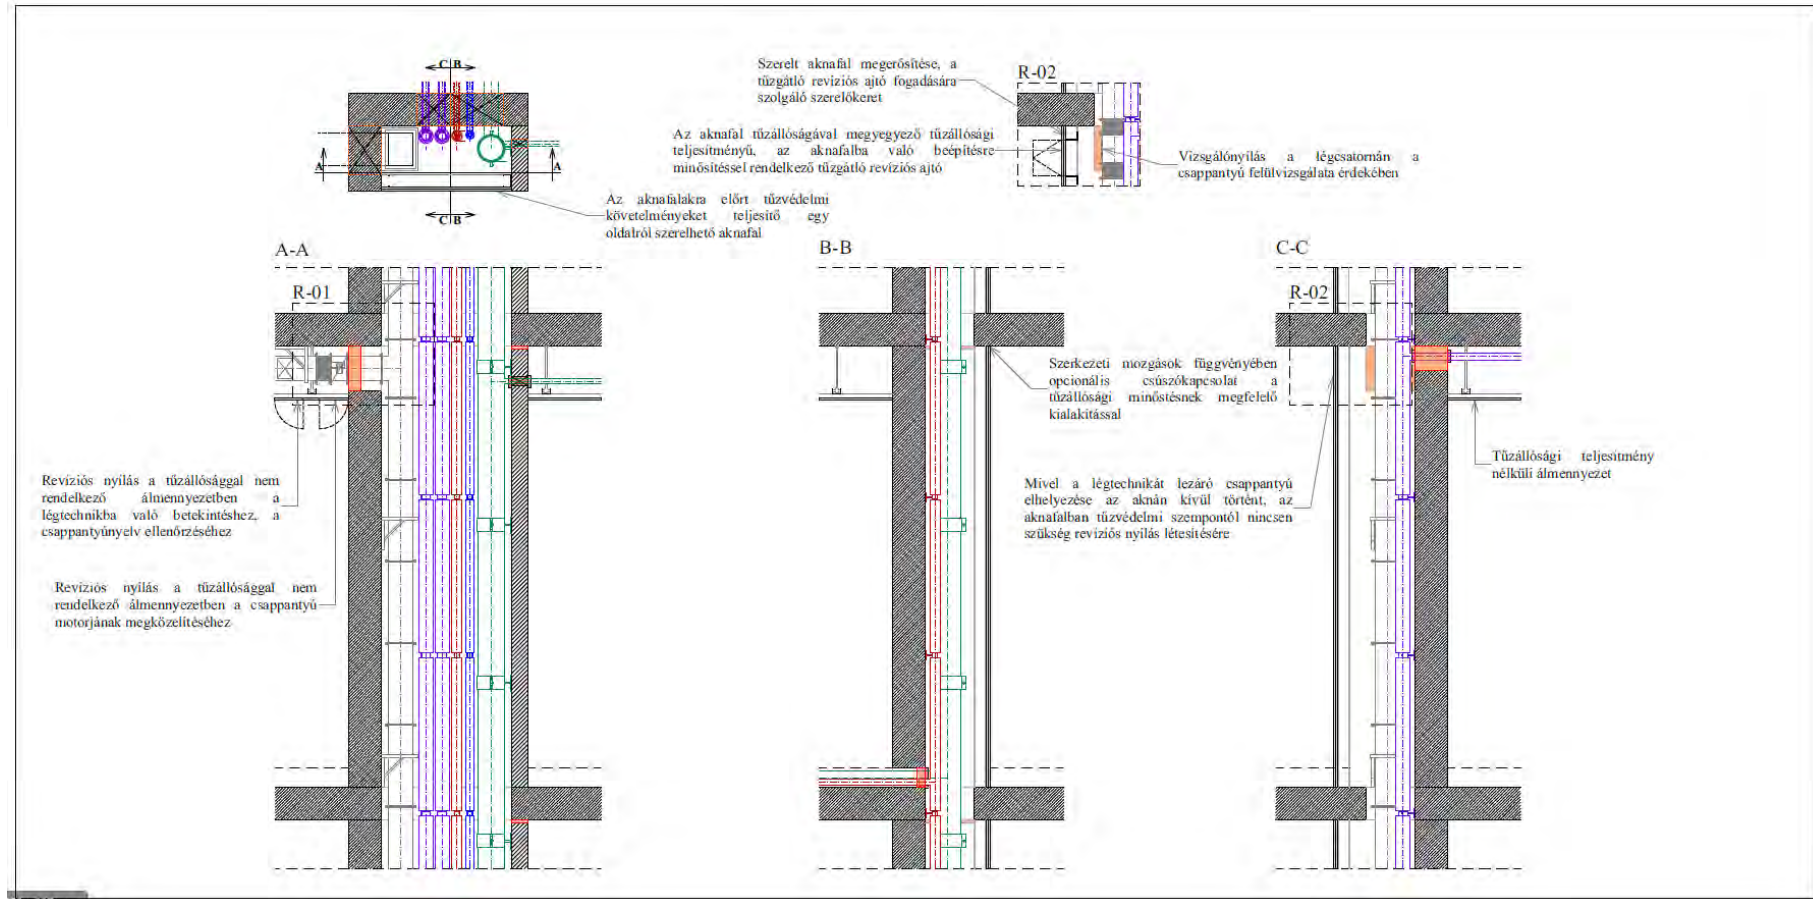 C B
A
A
C B
Az aknafalakra előrt tűzvédelmi
követelményeket teljesítő egy
oldalról szerelhető aknafal
Szerelt aknafal megerősítése, a
tűzgátló revíziós ajtó fogadására
szolgáló szerelőkeret
R-02
Az aknafal tűzállóságával megyegyező tűzállósági
teljesítményű, az aknafalba való beépítésre
minősítéssel rendelkező tűzgátló revíziós ajtó
Vizsgálónyílás a légcsatornán a
csappantyú felülvizsgálata érdekében
A-A
R-01
Revíziós nyílás a tűzállósággal nem
rendelkező álmennyezetben a
légtechnikba való betekintéshez, a
csappantyúnyelv ellenőrzéséhez
Revíziós nyílás a tűzállósággal nem
rendelkező álmennyezetben a csappantyú
motorjának megközelítéséhez
B-B
Szerkezeti mozgások függvényében
opcionális csúszókapcsolat a
tűzállósági minőstésnek megfelelő
kialakítással
Mivel a légtechnikát lezáró csappantyú
elhelyezése az aknán kívül történt, az
aknafalban tűzvédelmi szempontól nincsen
szükség revíziós nyílás létesítésére
C-C
R-02
Tűzállósági teljesítmény
nélküli álmennyezet